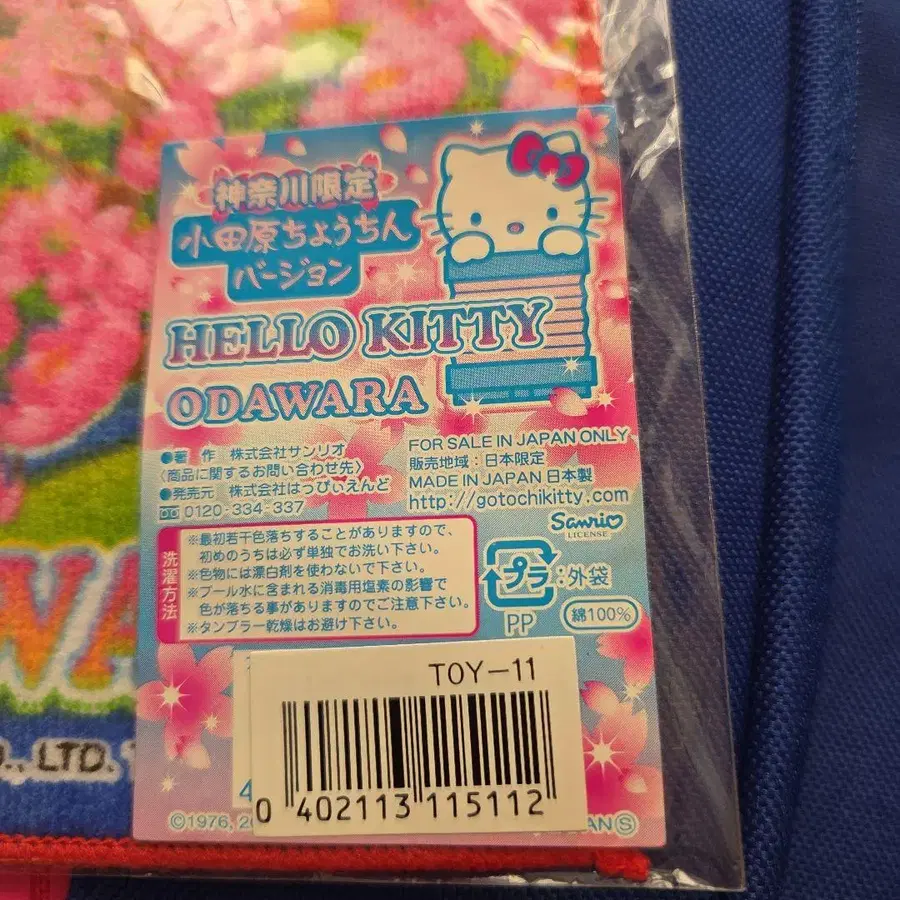 神奈川限定
小田原ちょうちん
バージョン
HELLO KITTY
ODAWARA
●著 作 株式会社サンリオ
〈商品に関するお問い合わせ先〉
●発売元 株式会社はっぴぃえんど
0120-334-337
FOR SALE IN JAPAN ONLY
販売地域:日本限定
MADE IN JAPAN 日本製
http://gotochikitty.com
Sanrio
LICENSE
洗濯方法
※最初若干色落ちすることがありますので、
初めのうちは必ず単独でお洗い下さい。
※色物には漂白剤を使わないで下さい。
※プール水に含まれる消毒用塩素の影響で
色が落ちる事がありますのでご注意下さい。
※タンブラー乾燥はお避け下さい。
プラ :外袋
PP
綿100%
TOY-11
4
0 402113 115112
©1976, 2
AN Ⓢ
WA
O., LTD.